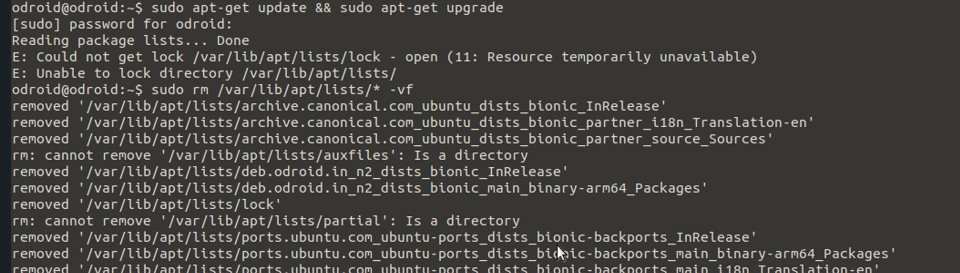 odroid@odroid:~$ sudo apt-get update && sudo apt-get upgrade
[sudo] password for odroid:
Reading package lists... Done
E: Could not get lock /var/lib/apt/lists/lock - open (11: Resource temporarily unavailable)
E: Unable to lock directory /var/lib/apt/lists/
odroid@odroid:~$ sudo rm /var/lib/apt/lists/* -vf
removed '/var/lib/apt/lists/archive.canonical.com_ubuntu_dists_bionic_InRelease'
removed '/var/lib/apt/lists/archive.canonical.com_ubuntu_dists_bionic_partner_i18n_Translation-en'
removed '/var/lib/apt/lists/archive.canonical.com_ubuntu_dists_bionic_partner_source_Sources'
rm: cannot remove '/var/lib/apt/lists/auxfiles': Is a directory
removed '/var/lib/apt/lists/deb.odroid.in_n2_dists_bionic_InRelease'
removed '/var/lib/apt/lists/deb.odroid.in_n2_dists_bionic_main_binary-arm64_Packages'
removed '/var/lib/apt/lists/lock'
rm: cannot remove '/var/lib/apt/lists/partial': Is a directory
removed '/var/lib/apt/lists/ports.ubuntu.com_ubuntu-ports_dists_bionic-backports_InRelease'
removed '/var/lib/apt/lists/ports.ubuntu.com_ubuntu-ports_dists_bionic-backports_main_binary-arm64_Packages'
removed '/var/lib/apt/lists/ports.ubuntu.com_ubuntu-ports_dists_bionic-backports_main_i18n_Translation-en'